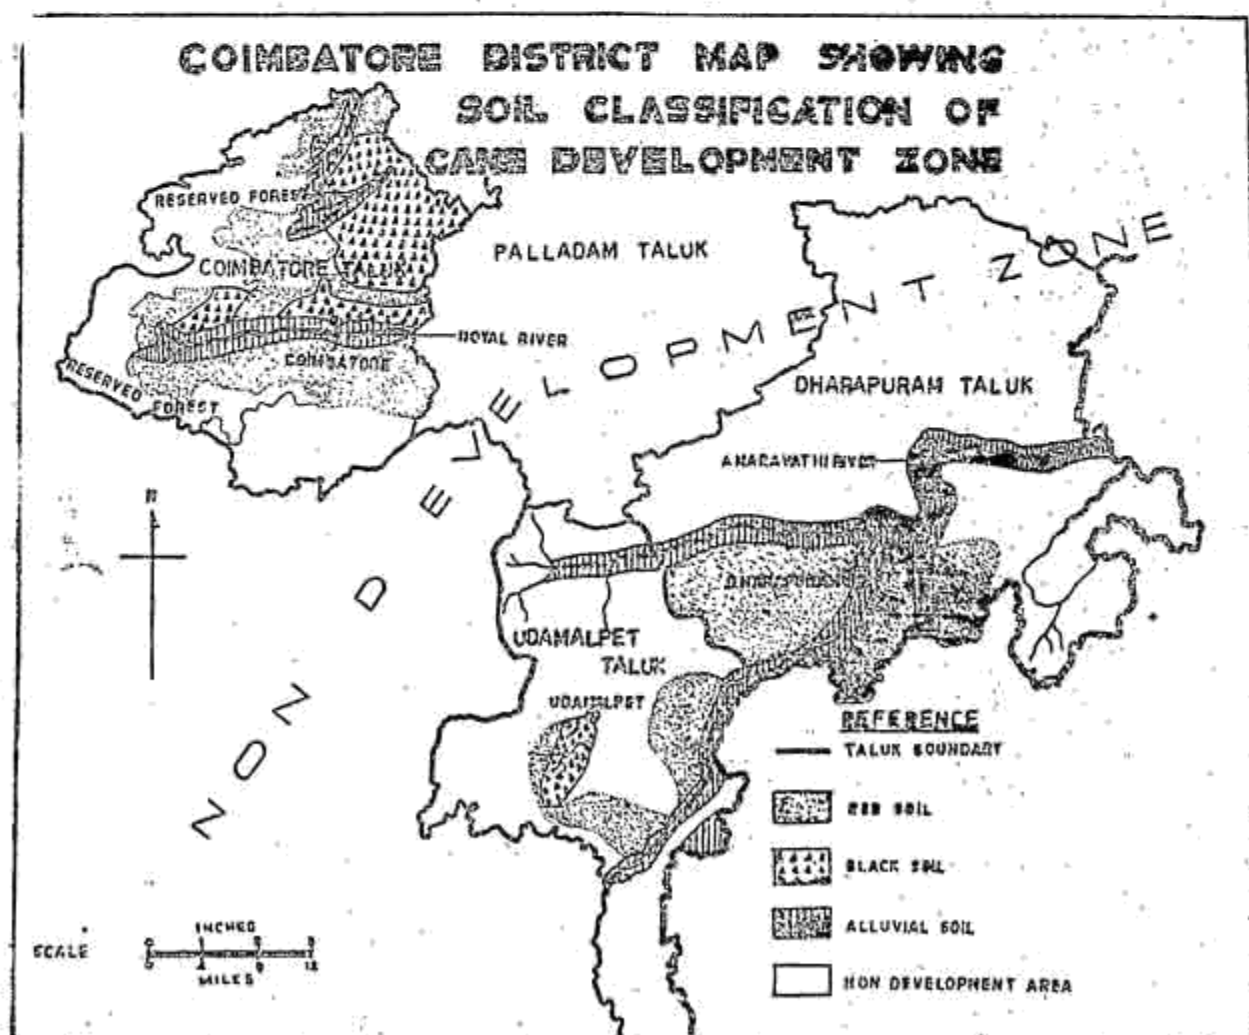 COIMBATORE DISTRICT MAP SHOWING
SOIL CLASSIFICATION OF
CANE DEVELOPMENT ZONE
RESERVED FOREST
PALLADAM TALUK
COIMBATORE TALUK
NOYAL RIVER
COIMBATORE
RESERVED FOREST
DHARAPURAM TALUK
AMARAVATHI RIVER
NON DEVELOPMENT ZONE
N
UDAMALPET
TALUK
UDAMALPET
REFERENCE
TALUK BOUNDARY
RED SOIL
BLACK SOIL
ALLUVIAL SOIL
NON DEVELOPMENT AREA
SCALE
INCHES
MILES